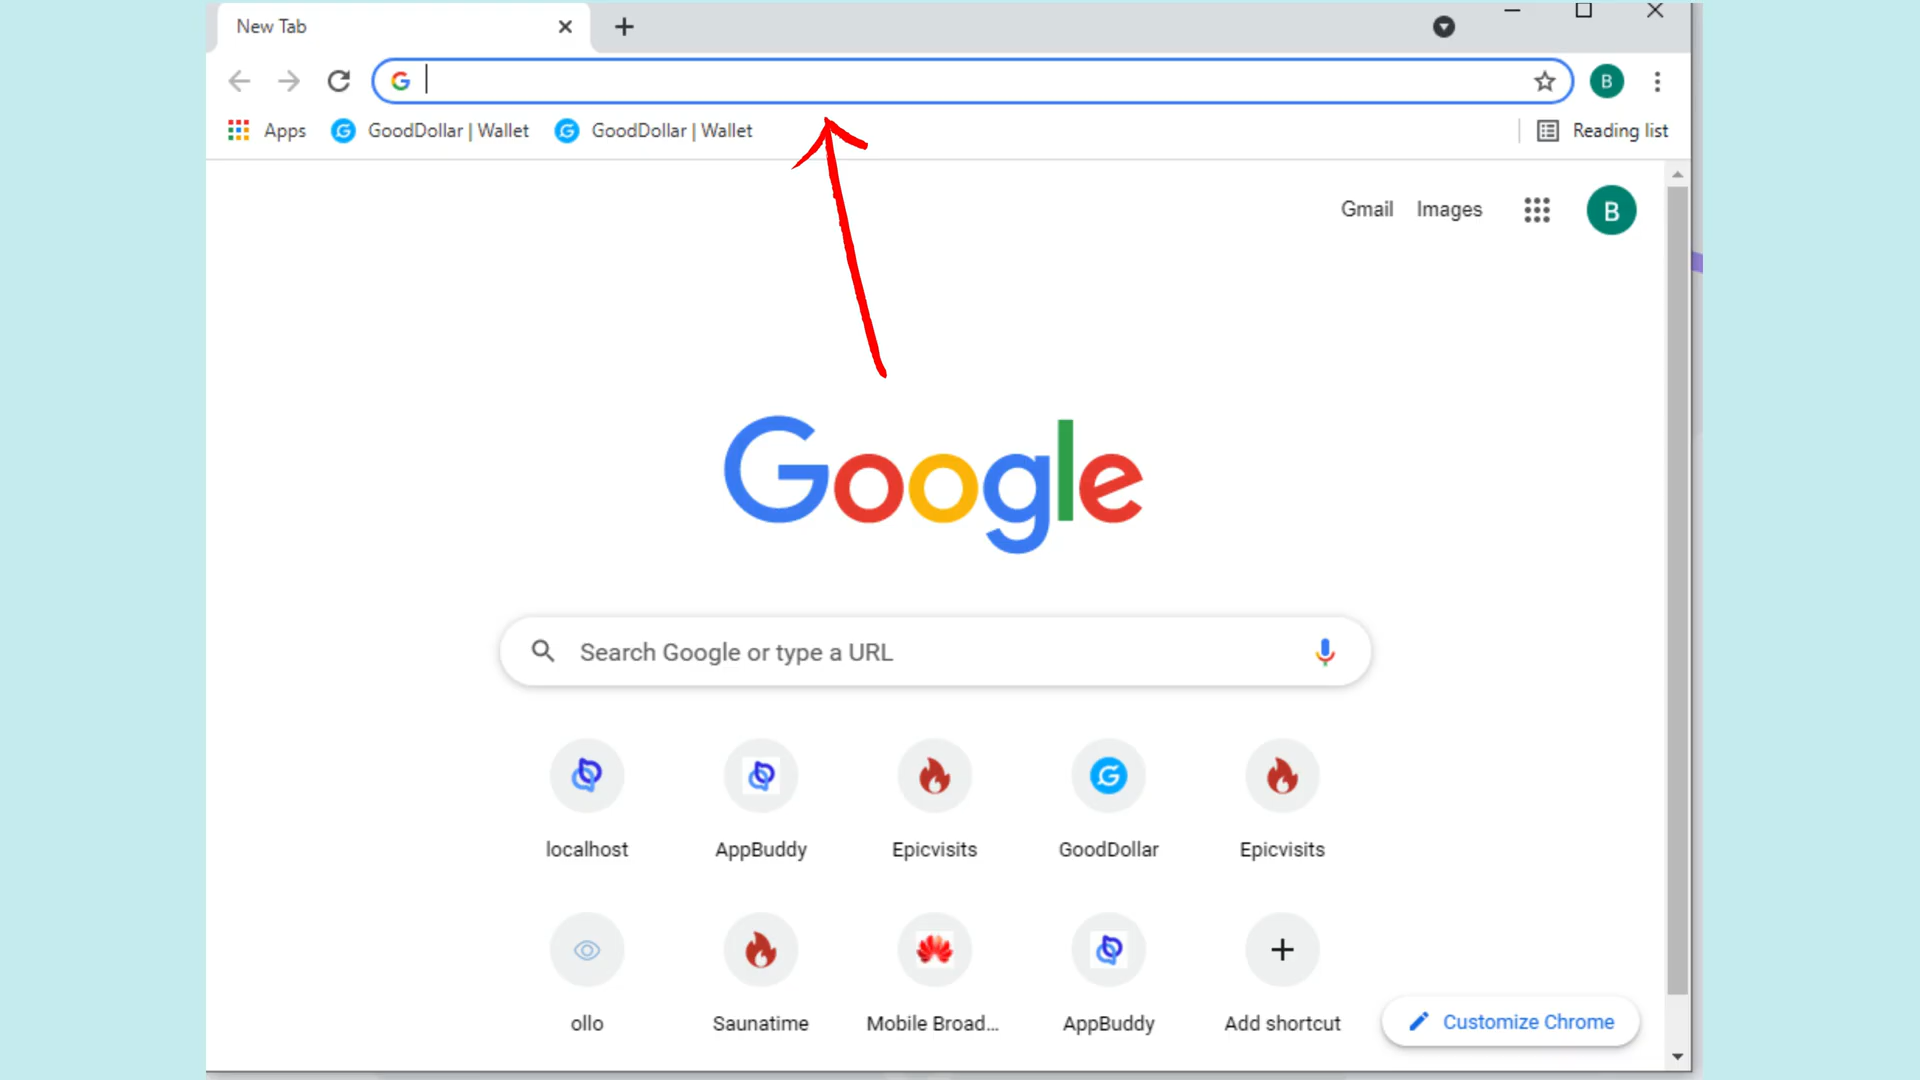 New Tab
B
Apps GoodDollar | Wallet GoodDollar | Wallet Reading list
Gmail Images B
Google
Search Google or type a URL
localhost AppBuddy Epicvisits GoodDollar Epicvisits
ollo Saunatime Mobile Broad... AppBuddy Add shortcut
Customize Chrome